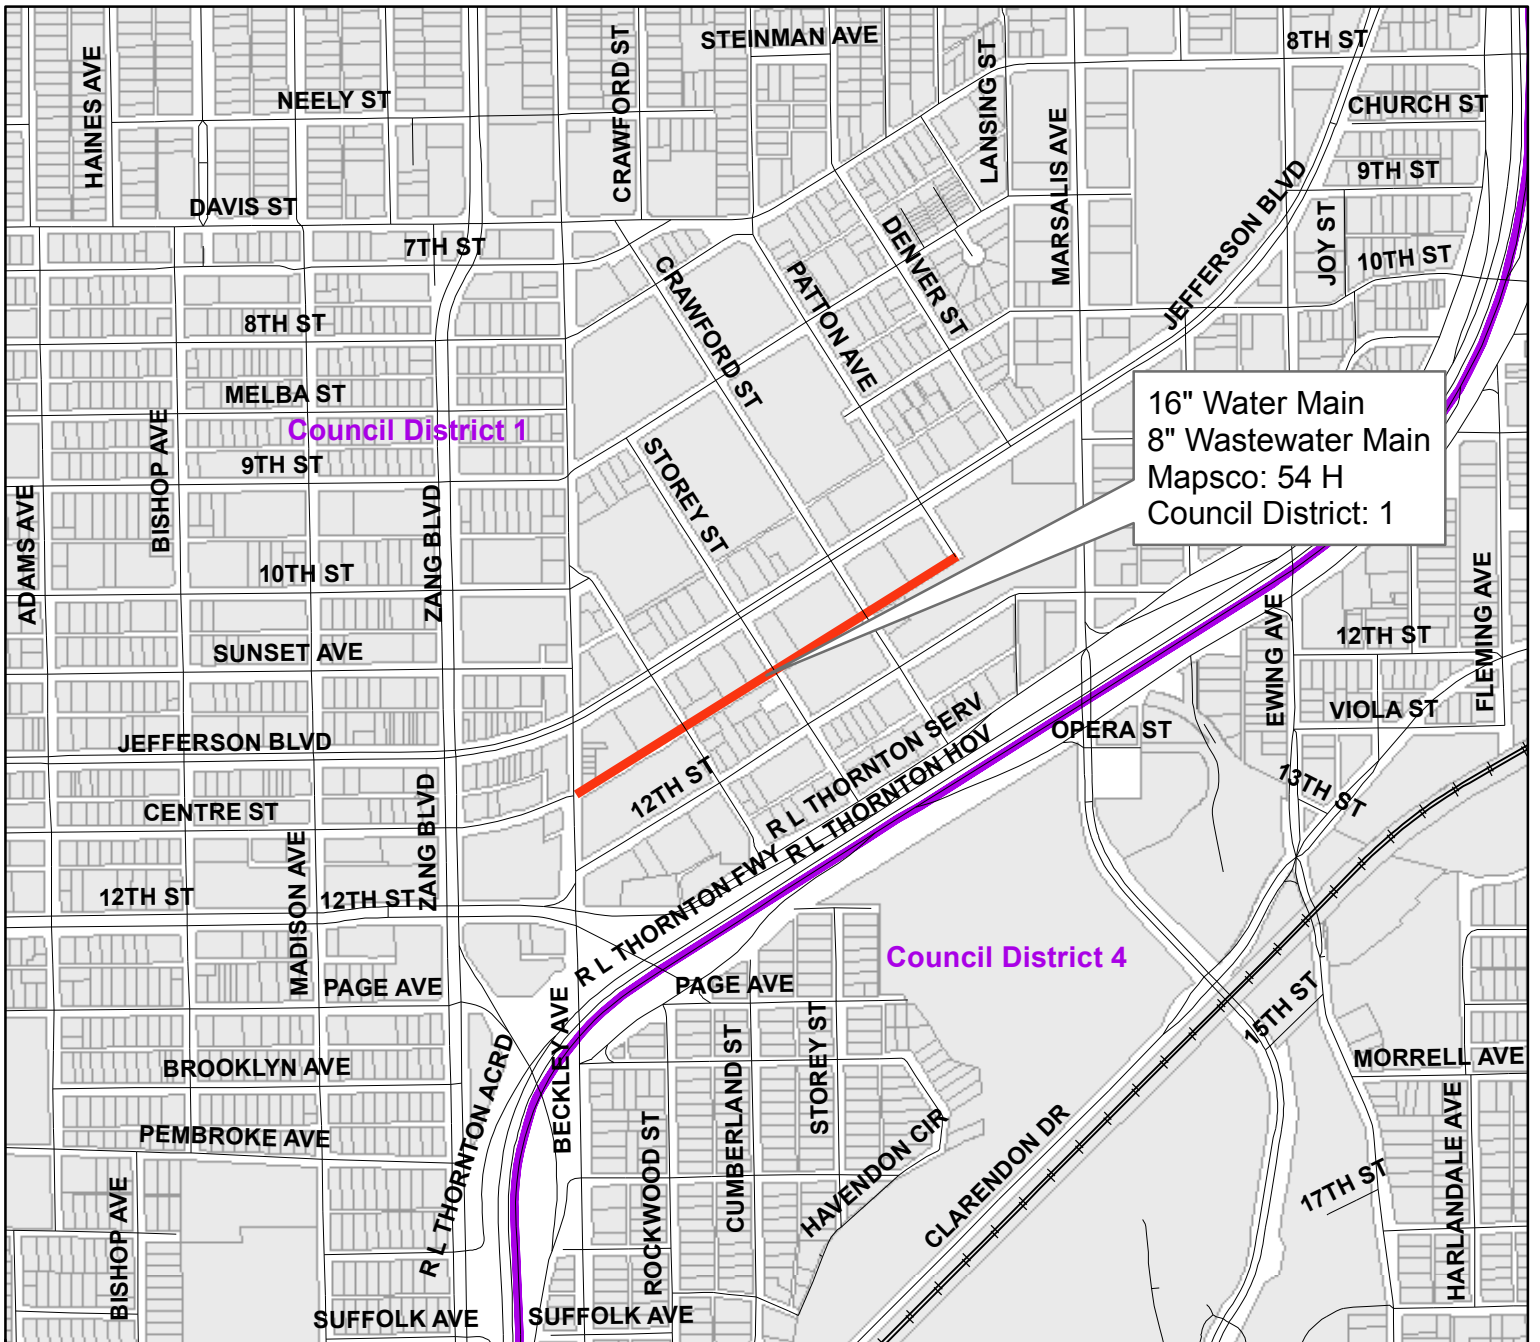 STEINMAN AVE
8TH ST
HAINES AVE
NEELY ST
CRAWFORD ST
LANSING ST
CHURCH ST
MARSALIS AVE
9TH ST
DAVIS ST
7TH ST
JOY ST
10TH ST
JEFFERSON BLVD
DENVER ST
PATTON AVE
CRAWFORD ST
8TH ST
MELBA ST
Council District 1
9TH ST
BISHOP AVE
STOREY ST
16" Water Main
8" Wastewater Main
Mapsco: 54 H
Council District: 1
ADAMS AVE
ZANG BLVD
10TH ST
SUNSET AVE
EWING AVE
FLEMING AVE
12TH ST
VIOLA ST
JEFFERSON BLVD
OPERA ST
R L THORNTON SERV
R L THORNTON HOV
12TH ST
13TH ST
CENTRE ST
ZANG BLVD
MADISON AVE
12TH ST
12TH ST
R L THORNTON FWY
Council District 4
PAGE AVE
PAGE AVE
BECKLEY AVE
STOREY ST
CUMBERLAND ST
15TH ST
BROOKLYN AVE
MORRELL AVE
R L THORNTON ACRD
PEMBROKE AVE
ROCKWOOD ST
HAVENDON CIR
CLARENDON DR
17TH ST
HARLANDALE AVE
BISHOP AVE
SUFFOLK AVE
SUFFOLK AVE